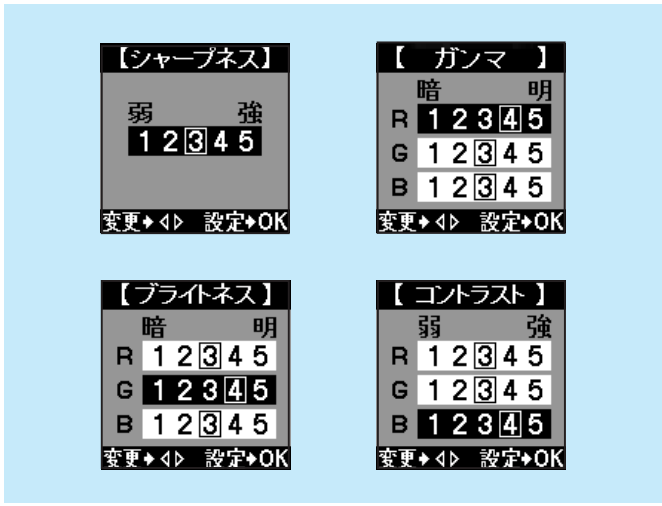 【シャープネス】
弱 強
1 2 3 4 5
変更◆◁▷ 設定◆OK
【 ガンマ 】
暗 明
R 1 2 3 4 5
G 1 2 3 4 5
B 1 2 3 4 5
変更◆◁▷ 設定◆OK
【ブライトネス】
暗 明
R 1 2 3 4 5
G 1 2 3 4 5
B 1 2 3 4 5
変更◆◁▷ 設定◆OK
【 コントラスト 】
弱 強
R 1 2 3 4 5
G 1 2 3 4 5
B 1 2 3 4 5
変更◆◁▷ 設定◆OK